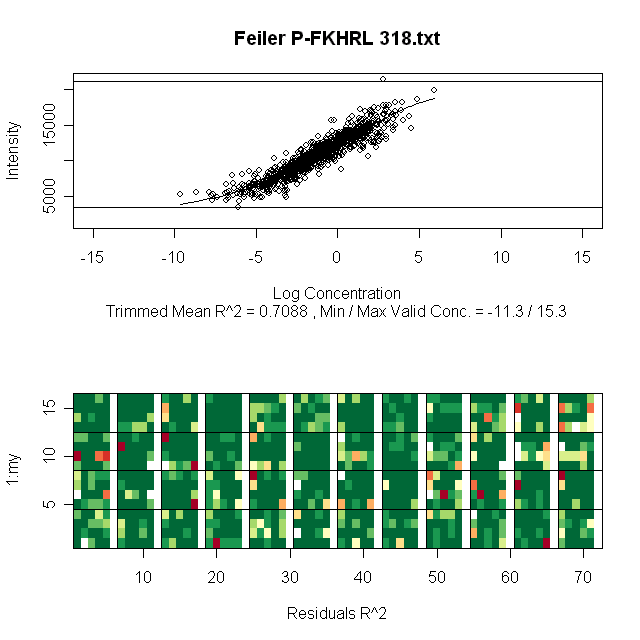 Feiler P-FKHRL 318.txt
Intensity
5000 15000
-15 -10 -5 0 5 10 15
Log Concentration
Trimmed Mean R^2 = 0.7088 , Min / Max Valid Conc. = -11.3 / 15.3
1:my
5 10 15
10 20 30 40 50 60 70
Residuals R^2